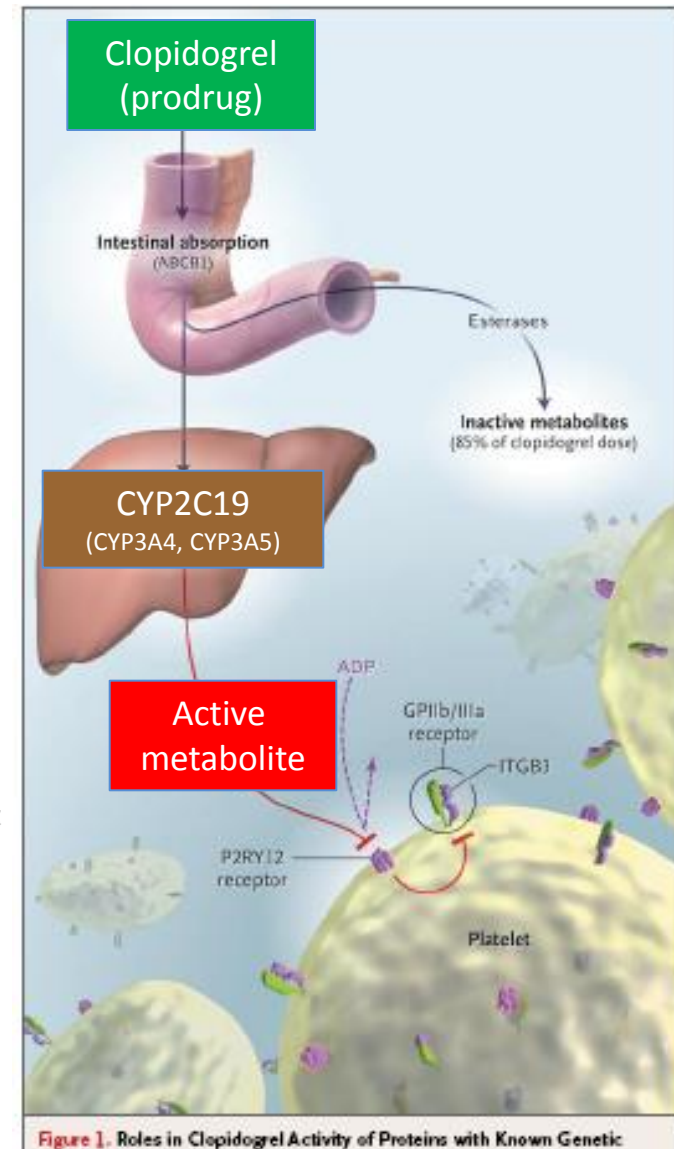 Clopidogrel
(prodrug)
Intestinal absorption
(ABCB1)
Esterases
Inactive metabolites
(85% of clopidogrel dose)
CYP2C19
(CYP3A4, CYP3A5)
ADP
Active
metabolite
GPIIb/IIIa
receptor
ITGB3
P2RY12
receptor
Platelet
Figure 1. Roles in Clopidogrel Activity of Proteins with Known Genetic